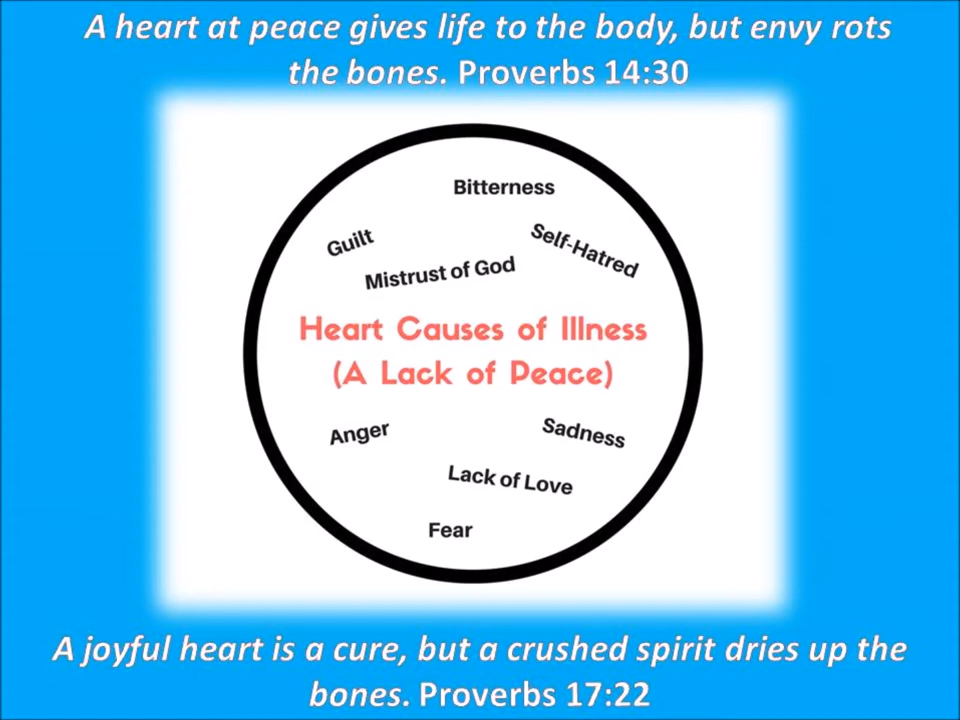 A heart at peace gives life to the body, but envy rots
the bones. Proverbs 14:30
Bitterness
Guilt
Self-Hatred
Mistrust of God
Heart Causes of Illness
(A Lack of Peace)
Anger
Sadness
Lack of Love
Fear
A joyful heart is a cure, but a crushed spirit dries up the
bones. Proverbs 17:22